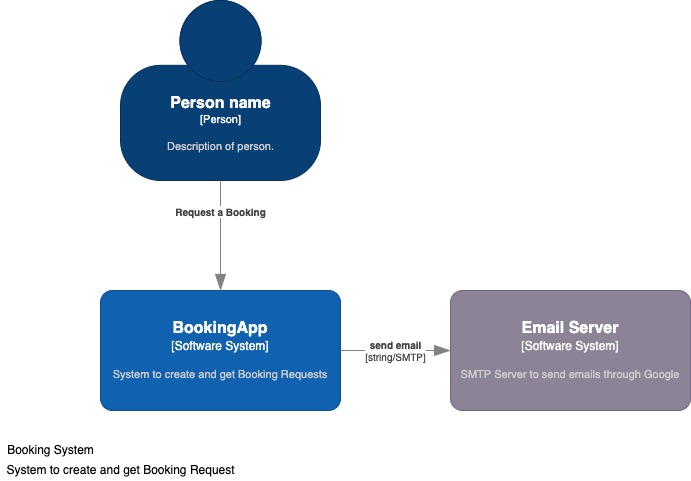 Person name
[Person]
Description of person.
Request a Booking
BookingApp
[Software System]
System to create and get Booking Requests
send email
[string/SMTP]
Email Server
[Software System]
SMTP Server to send emails through Google
Booking System
System to create and get Booking Request